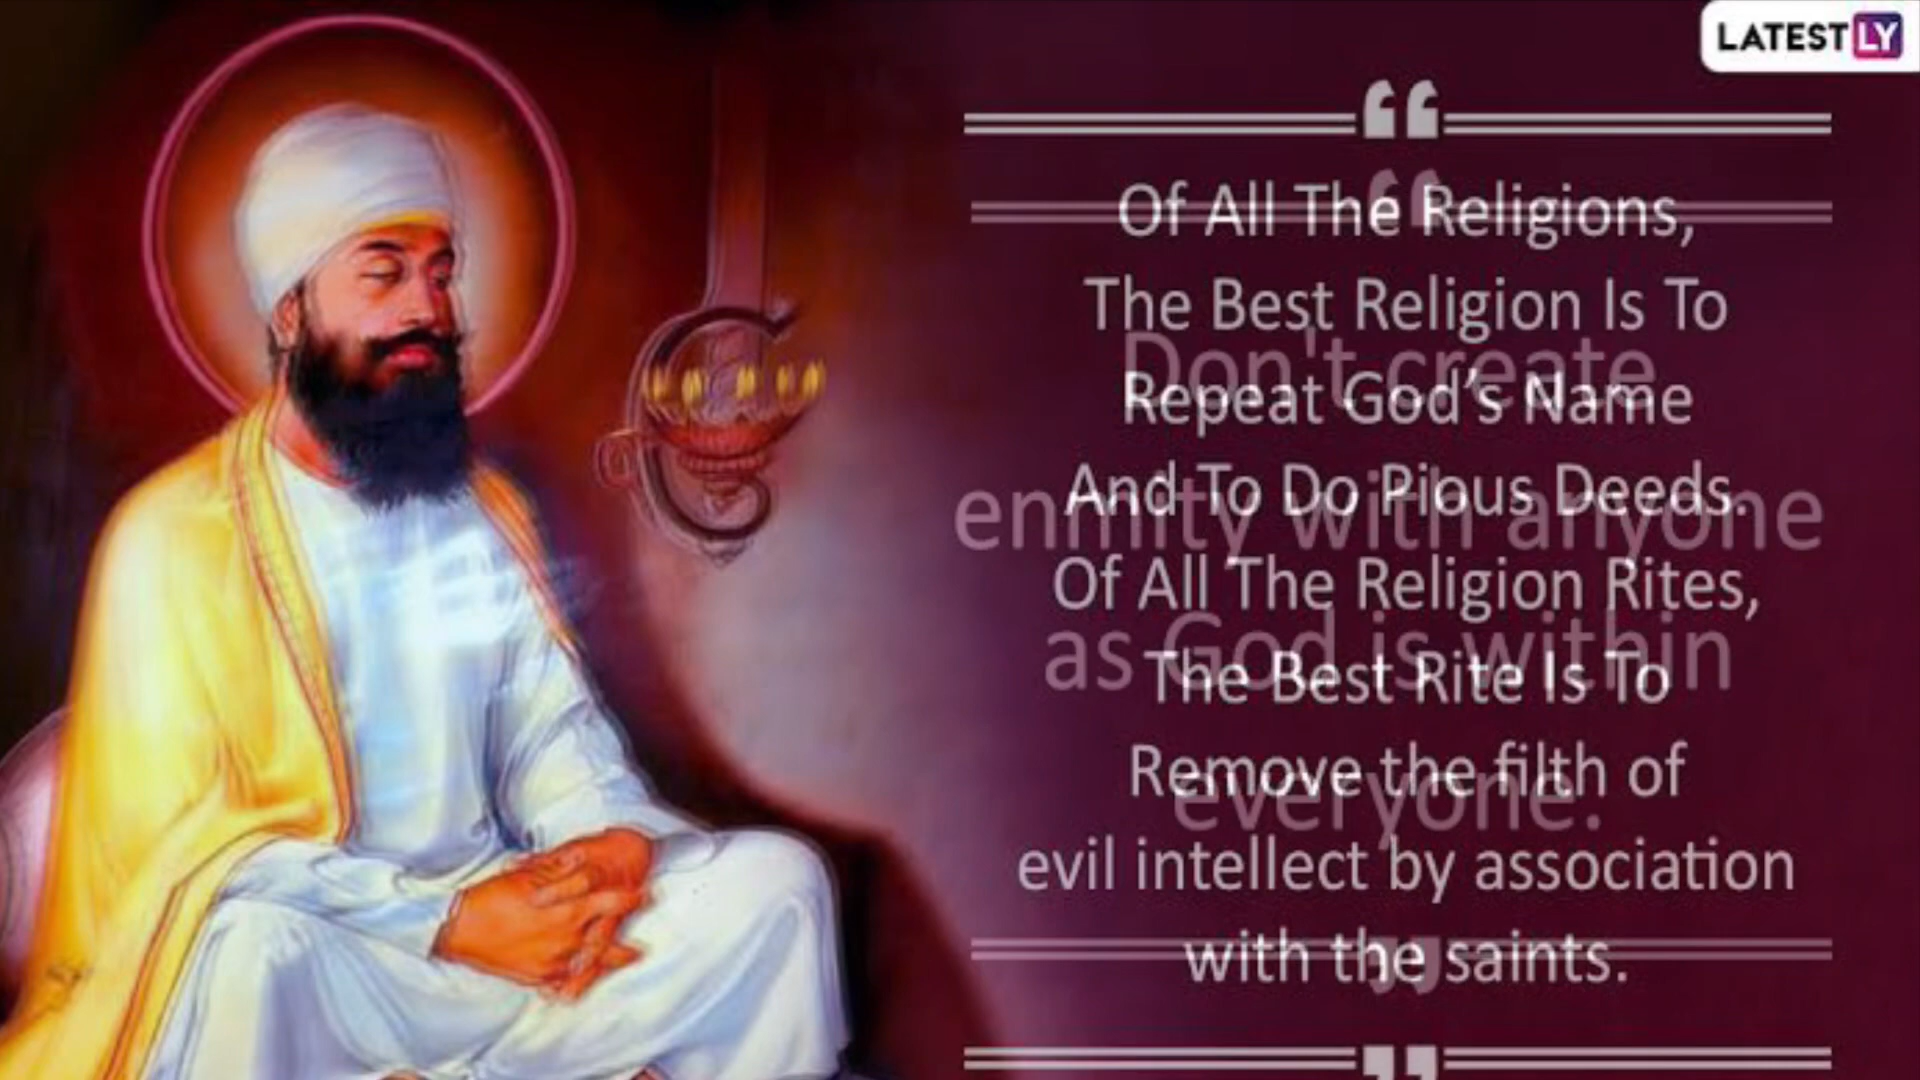 LATESTLY
“
Of All The Religions,
The Best Religion Is To
Repeat God’s Name
And To Do Pious Deeds.
Of All The Religion Rites,
The Best Rite Is To
Remove the filth of
evil intellect by association
with the saints.
”
“
Don't create
enmity with anyone
as God is within
everyone.
”